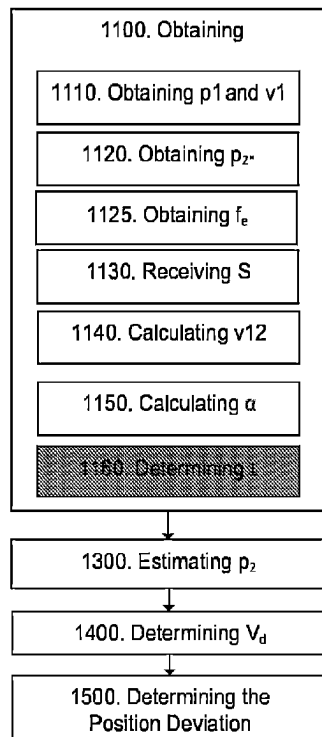 1100. Obtaining
1110. Obtaining p1 and v1
1120. Obtaining p₂*
1125. Obtaining fₑ
1130. Receiving S
1140. Calculating v12
1150. Calculating α
1160. Determining
1300. Estimating p₂
1400. Determining V_d
1500. Determining the
Position Deviation